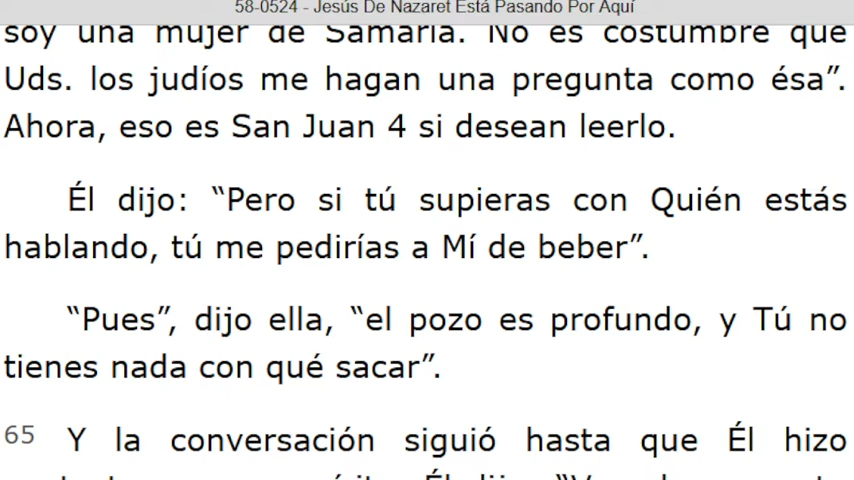 58-0524 - Jesús De Nazaret Está Pasando Por Aquí
soy una mujer de Samaria. No es costumbre que
Uds. los judíos me hagan una pregunta como ésa”.
Ahora, eso es San Juan 4 si desean leerlo.
Él dijo: “Pero si tú supieras con Quién estás
hablando, tú me pedirías a Mí de beber”.
“Pues”, dijo ella, “el pozo es profundo, y Tú no
tienes nada con qué sacar”.
65 Y la conversación siguió hasta que Él hizo